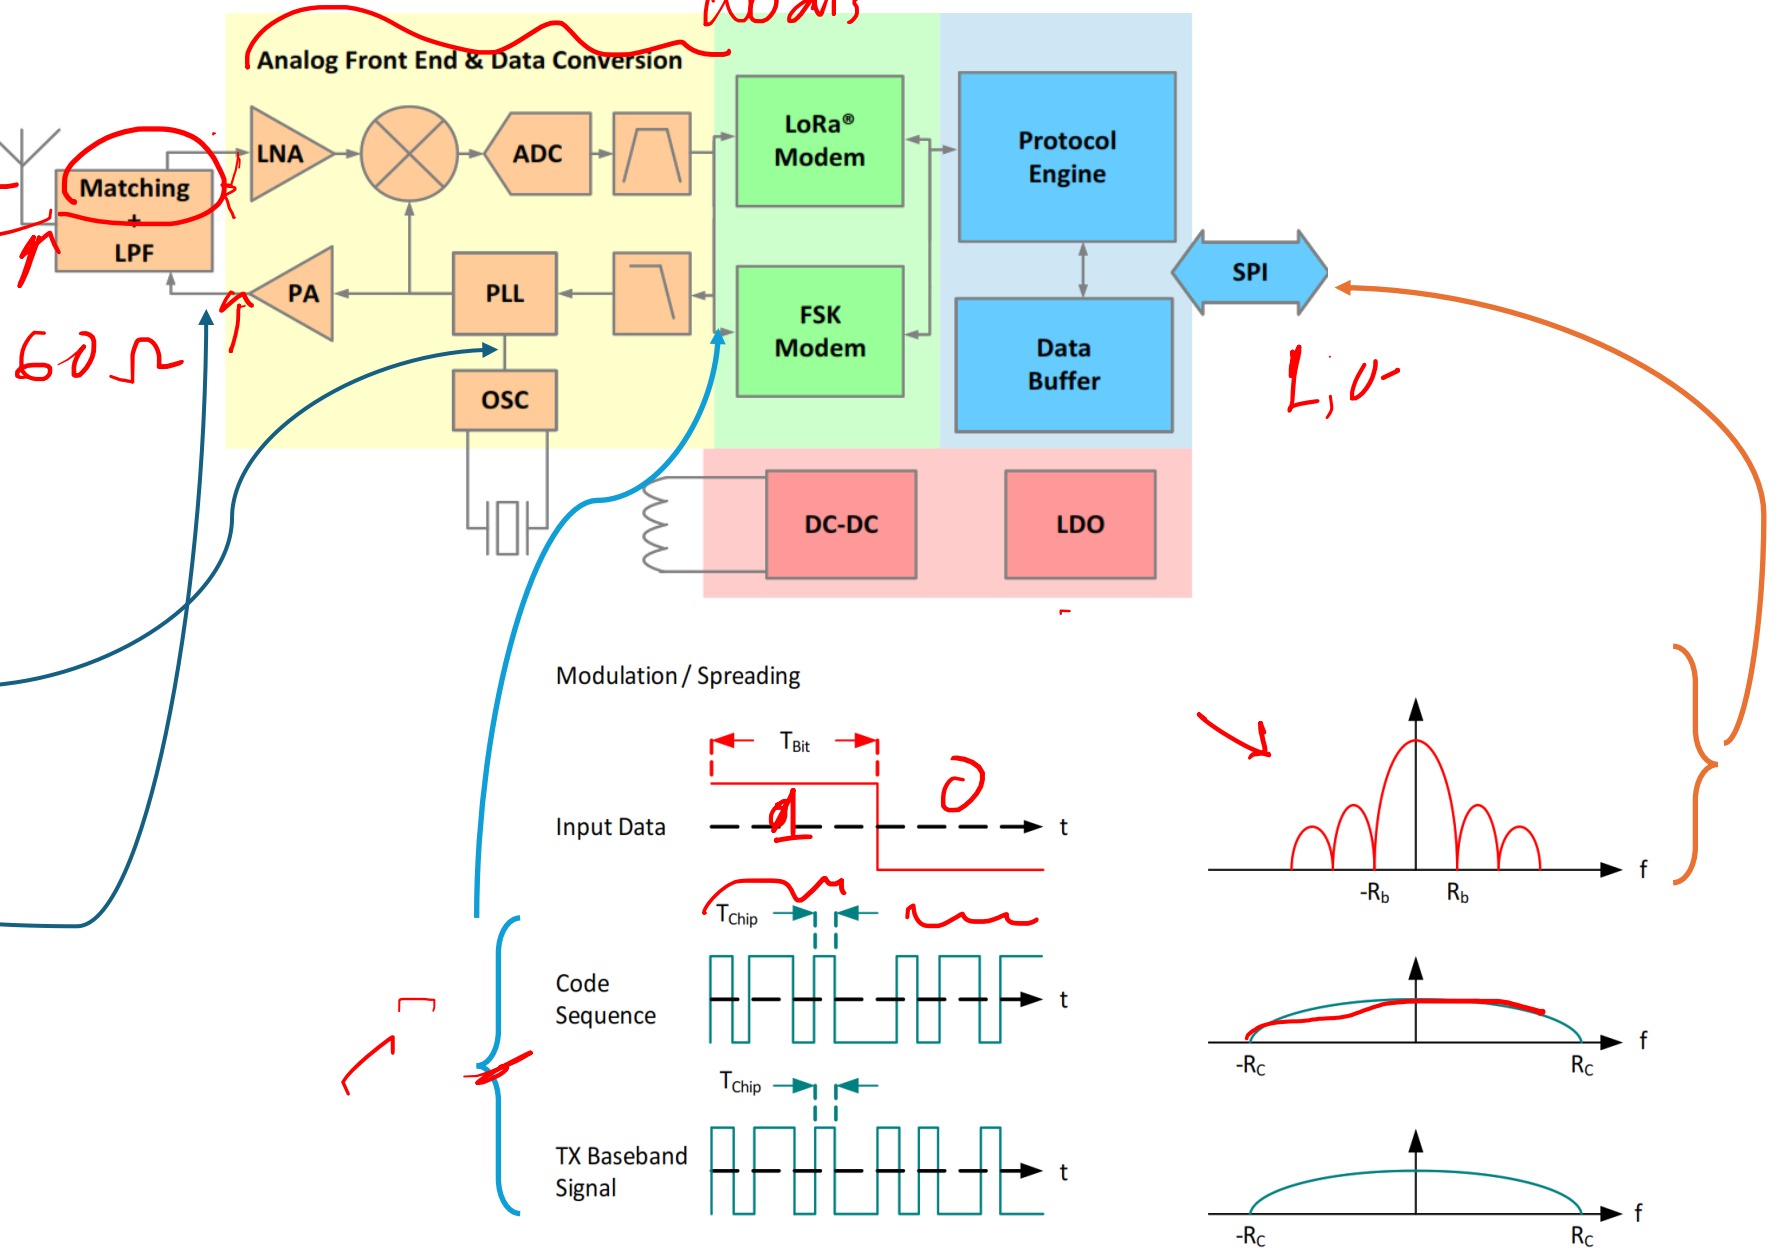 Analog Front End & Data Conversion
LNA
ADC
LoRa®
Modem
Protocol
Engine
Matching
+
LPF
PA
PLL
FSK
Modem
SPI
Data
Buffer
OSC
60 Ω
DC-DC
LDO
Modulation / Spreading
TBit
Input Data
1
0
t
f
-Rb
Rb
TChip
Code
Sequence
t
f
-RC
RC
TChip
TX Baseband
Signal
t
f
-RC
RC